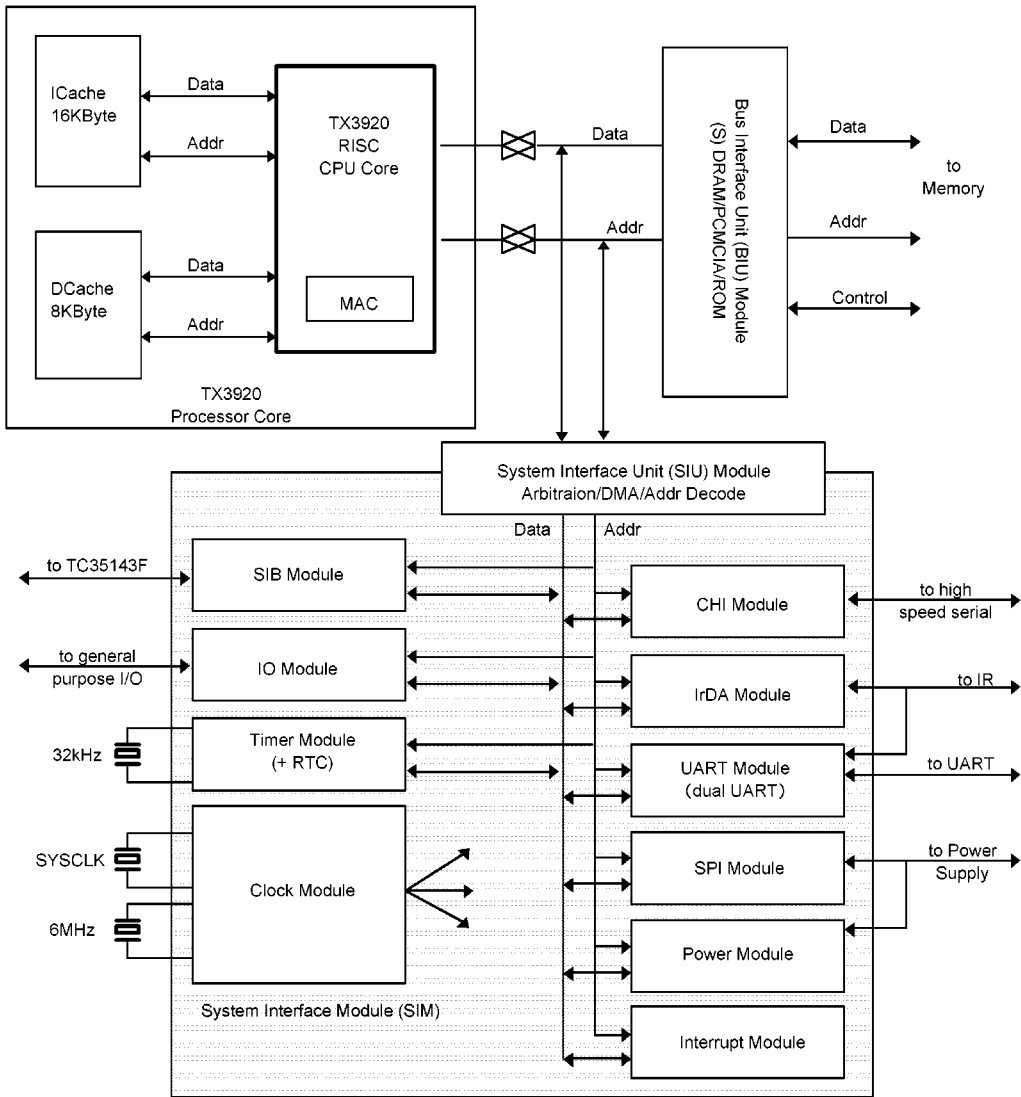 ICache
16KByte
Data
Addr
TX3920
RISC
CPU Core
DCache
8KByte
Data
Addr
MAC
TX3920
Processor Core
Data
Addr
Bus Interface Unit (BIU) Module
(S) DRAM/PCMCIA/ROM
Data
to
Memory
Addr
Control
System Interface Unit (SIU) Module
Arbitraion/DMA/Addr Decode
Data
Addr
to TC35143F
SIB Module
to general
purpose I/O
IO Module
32kHz
Timer Module
(+ RTC)
SYSCLK
6MHz
Clock Module
System Interface Module (SIM)
CHI Module
to high
speed serial
IrDA Module
to IR
UART Module
(dual UART)
to UART
SPI Module
to Power
Supply
Power Module
Interrupt Module